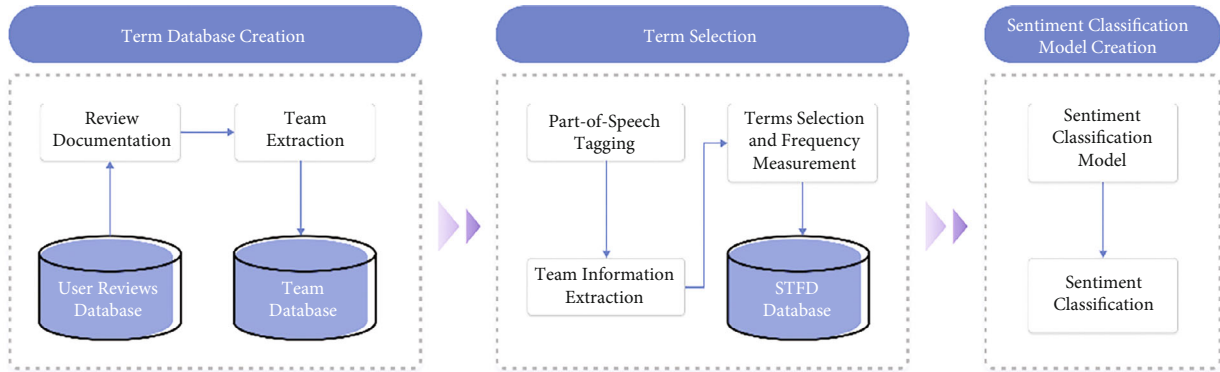 Term Database Creation
Review
Documentation
Team
Extraction
User Reviews
Database
Team
Database
Term Selection
Part-of-Speech
Tagging
Terms Selection
and Frequency
Measurement
Team Information
Extraction
STFD
Database
Sentiment Classification
Model Creation
Sentiment
Classification
Model
Sentiment
Classification